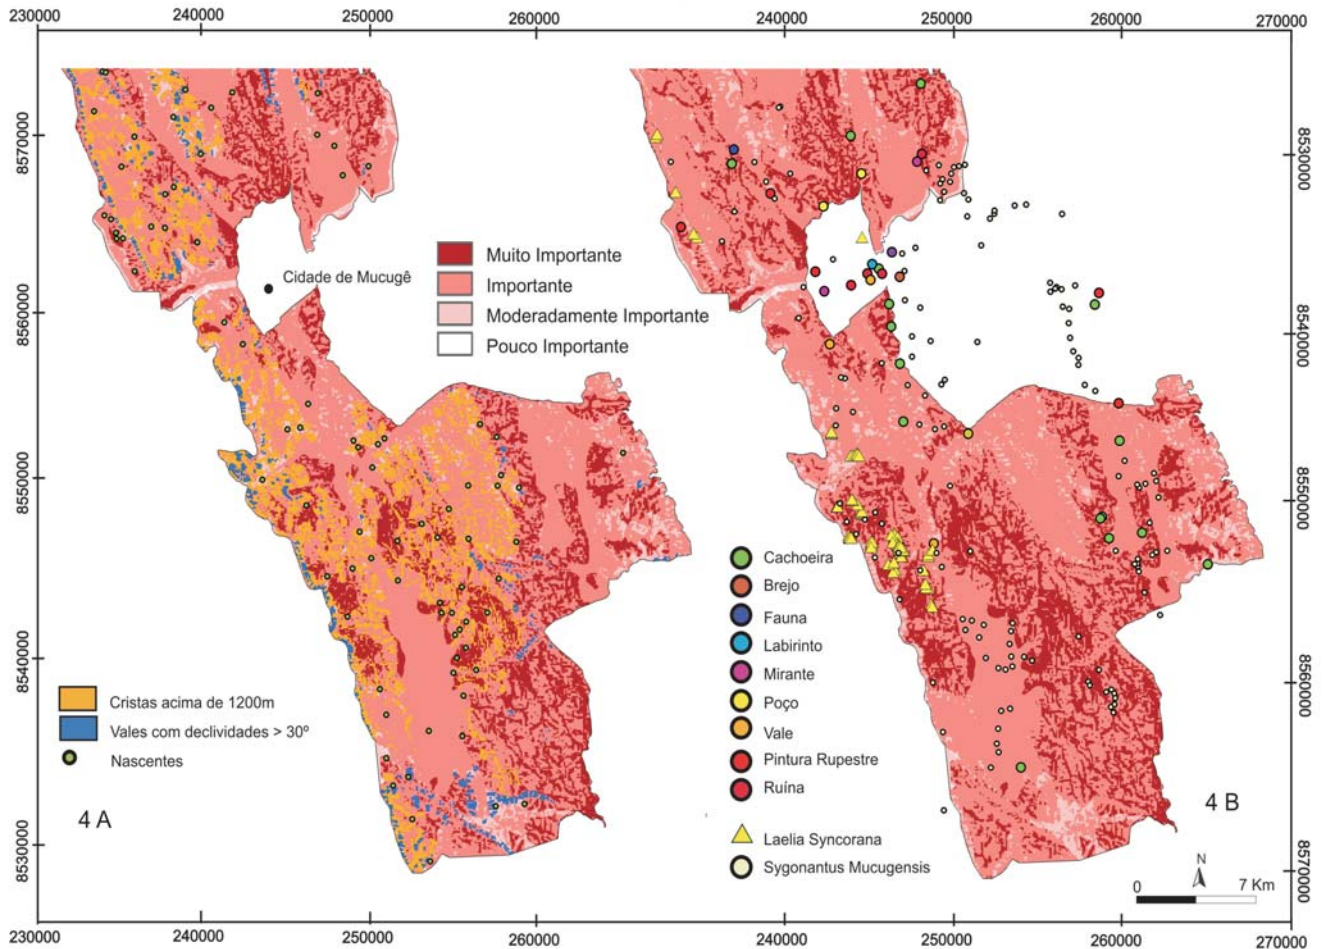 230000 240000 250000 260000 240000 250000 260000 270000
8570000
8560000
8550000
8540000
8530000
8530000
8540000
8550000
8560000
8570000
Cidade de Mucugê
Muito Importante
Importante
Moderadamente Importante
Pouco Importante
Cristas acima de 1200m
Vales com declividades > 30º
Nascentes
4 A
Cachoeira
Brejo
Fauna
Labirinto
Mirante
Poço
Vale
Pintura Rupestre
Ruína
Laelia Syncorana
Sygonantus Mucugensis
4 B
N
0 7 Km
230000 240000 250000 260000 240000 250000 260000 270000